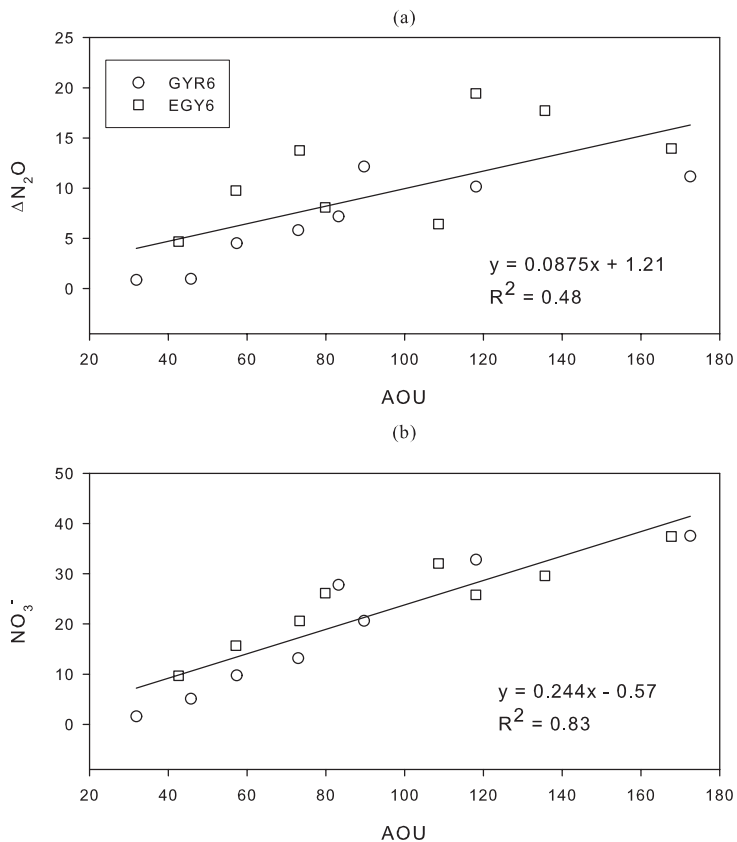 (a)
25
20
15
10
5
0
ΔN₂O
GYR6
EGY6
y = 0.0875x + 1.21
R² = 0.48
20 40 60 80 100 120 140 160 180
AOU
(b)
50
40
30
20
10
0
NO₃⁻
y = 0.244x - 0.57
R² = 0.83
20 40 60 80 100 120 140 160 180
AOU